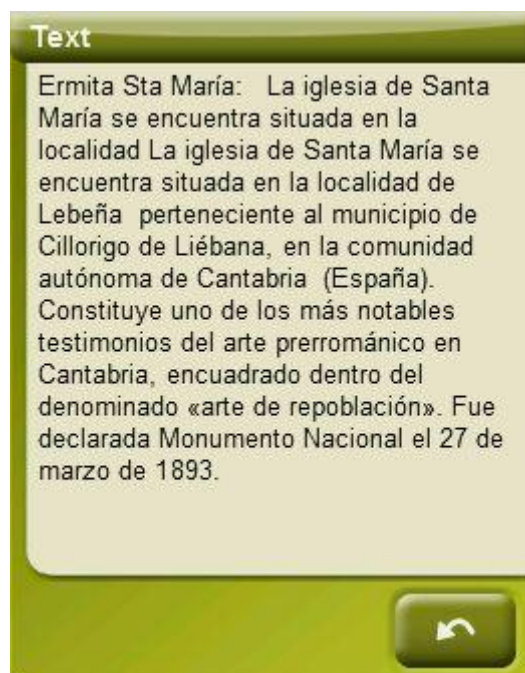 Text
Ermita Sta María:   La iglesia de Santa
María se encuentra situada en la
localidad La iglesia de Santa María se
encuentra situada en la localidad de
Lebeña  perteneciente al municipio de
Cillorigo de Liébana, en la comunidad
autónoma de Cantabria  (España).
Constituye uno de los más notables
testimonios del arte prerrománico en
Cantabria, encuadrado dentro del
denominado «arte de repoblación». Fue
declarada Monumento Nacional el 27 de
marzo de 1893.